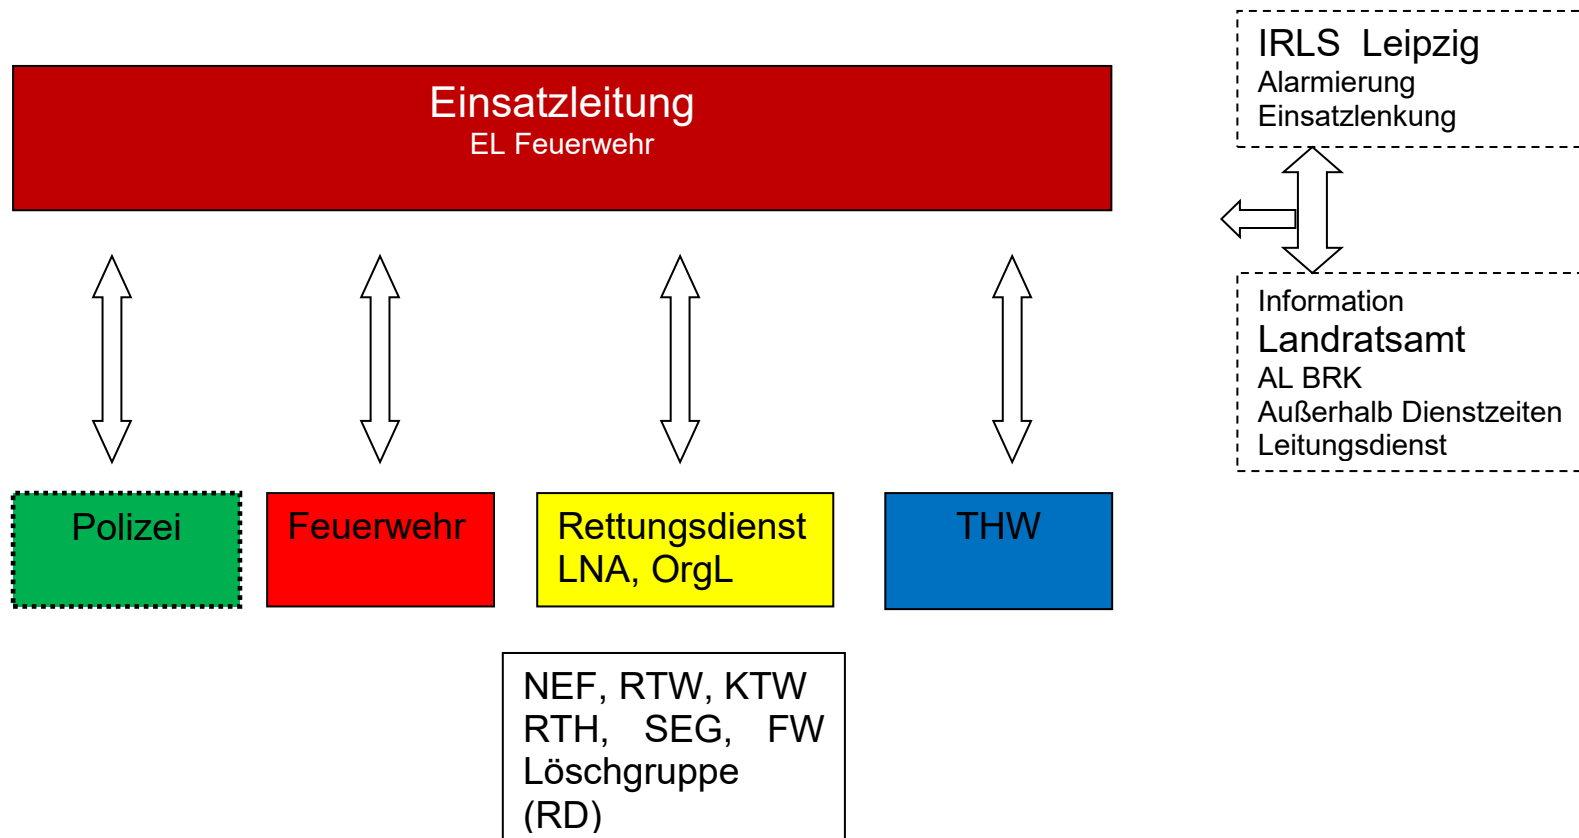 Einsatzleitung
EL Feuerwehr
IRLS Leipzig
Alarmierung
Einsatzlenkung
Information
Landratsamt
AL BRK
Außerhalb Dienstzeiten
Leitungsdienst
Polizei
Feuerwehr
Rettungsdienst
LNA, OrgL
THW
NEF, RTW, KTW
RTH, SEG, FW
Löschgruppe
(RD)